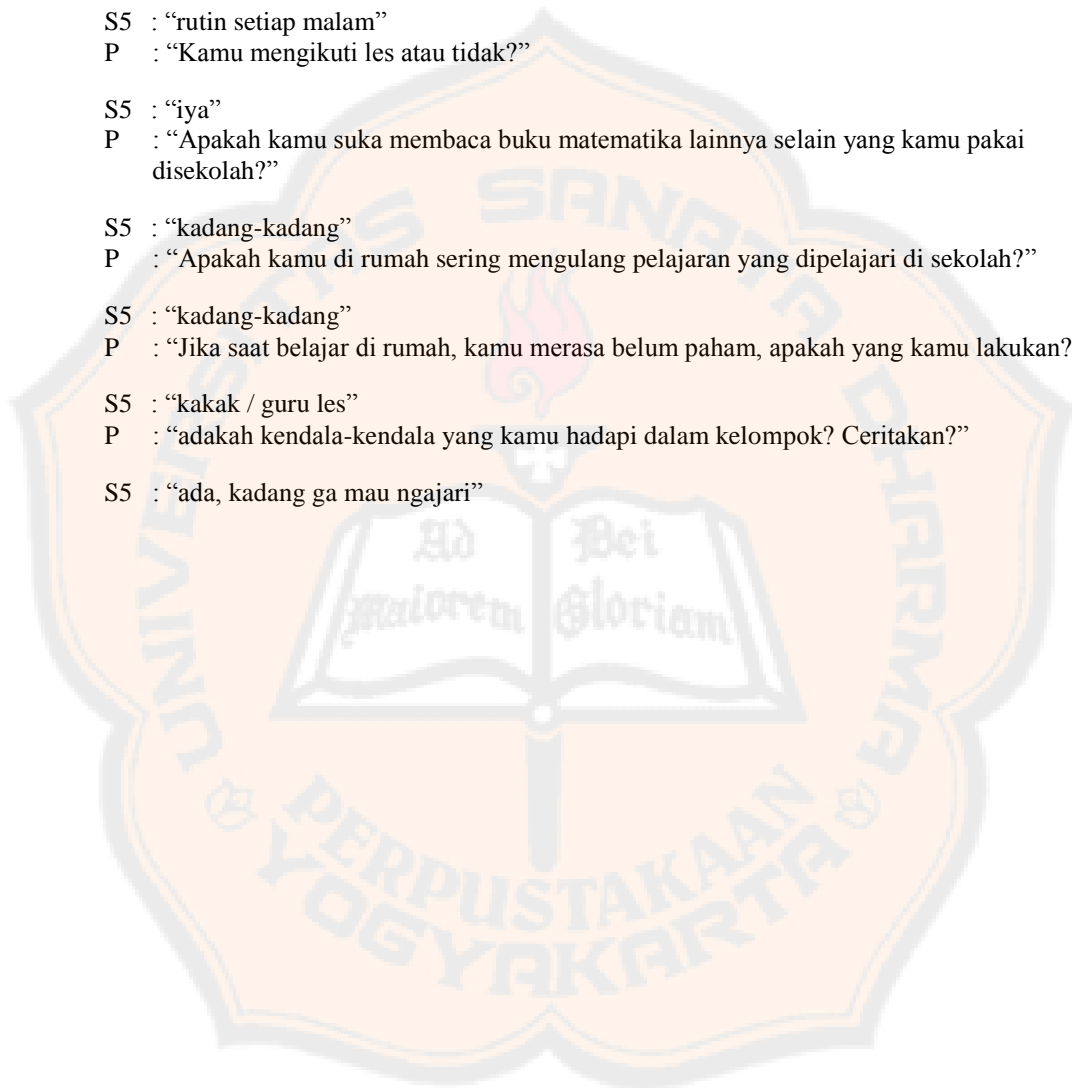 S5 : “rutin setiap malam”
P : “Kamu mengikuti les atau tidak?”
S5 : “iya”
P : “Apakah kamu suka membaca buku matematika lainnya selain yang kamu pakai
disekolah?”
S5 : “kadang-kadang”
P : “Apakah kamu di rumah sering mengulang pelajaran yang dipelajari di sekolah?”
S5 : “kadang-kadang”
P : “Jika saat belajar di rumah, kamu merasa belum paham, apakah yang kamu lakukan?
S5 : “kakak / guru les”
P : “adakah kendala-kendala yang kamu hadapi dalam kelompok? Ceritakan?”
S5 : “ada, kadang ga mau ngajari”
UNIVERSITAS SANATA DHARMA
Ad Dei
Maiorem Gloriam
PERPUSTAKAAN
YOGYAKARTA